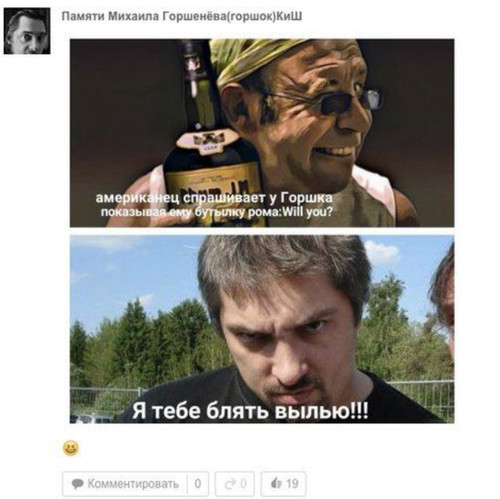 Памяти Михаила Горшенёва(горшок)КиШ
американец спрашивает у Горшка
показывая ему бутылку рома:Will you?
Я тебе блять вылью!!!
Комментировать 0 0 19